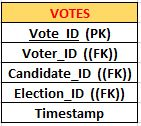 VOTES
Vote_ID (PK)
Voter_ID ((FK))
Candidate_ID ((FK))
Election_ID ((FK))
Timestamp